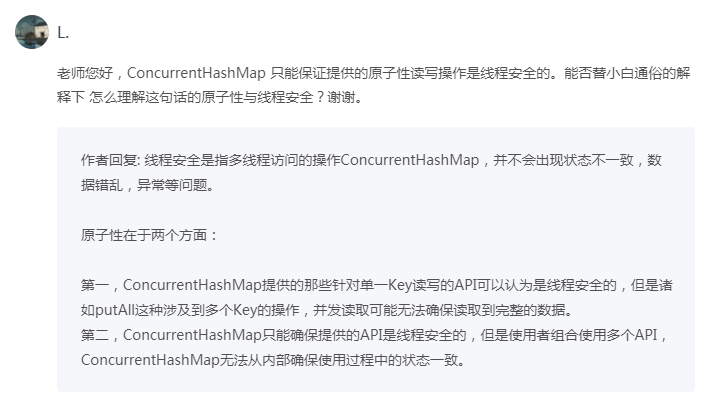 L.
老师您好，ConcurrentHashMap 只能保证提供的原子性读写操作是线程安全的。能否替小白通俗的解
释下 怎么理解这句话的原子性与线程安全？谢谢。
作者回复: 线程安全是指多线程访问的操作ConcurrentHashMap，并不会出现状态不一致，数
据错乱，异常等问题。
原子性在于两个方面：
第一，ConcurrentHashMap提供的那些针对单一Key读写的API可以认为是线程安全的，但是诸
如putAll这种涉及到多个Key的操作，并发读取可能无法确保读取到完整的数据。
第二，ConcurrentHashMap只能确保提供的API是线程安全的，但是使用者组合使用多个API，
ConcurrentHashMap无法从内部确保使用过程中的状态一致。